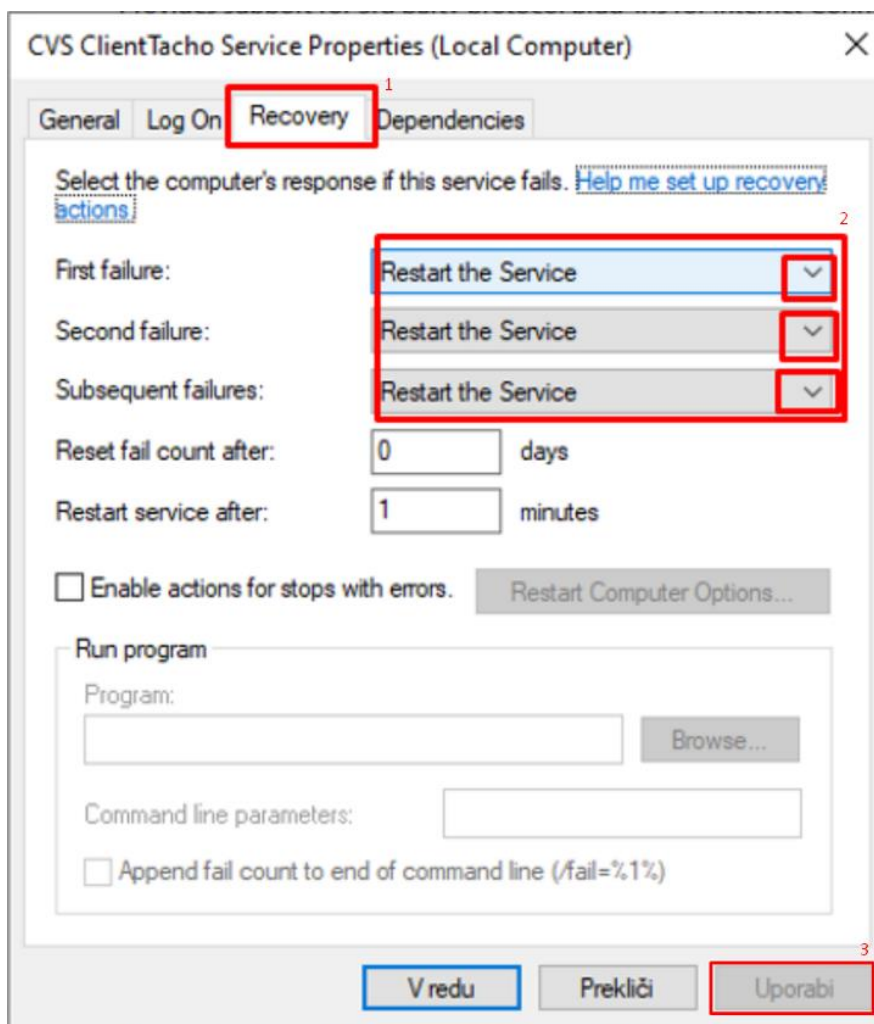 CVS ClientTacho Service Properties (Local Computer)
1
General Log On Recovery Dependencies
Select the computer's response if this service fails. Help me set up recovery
actions.
2
First failure: Restart the Service
Second failure: Restart the Service
Subsequent failures: Restart the Service
Reset fail count after: 0 days
Restart service after: 1 minutes
Enable actions for stops with errors. Restart Computer Options...
Run program
Program:
Browse...
Command line parameters:
Append fail count to end of command line (/fail=%1%)
3
V redu Prekliči Uporabi